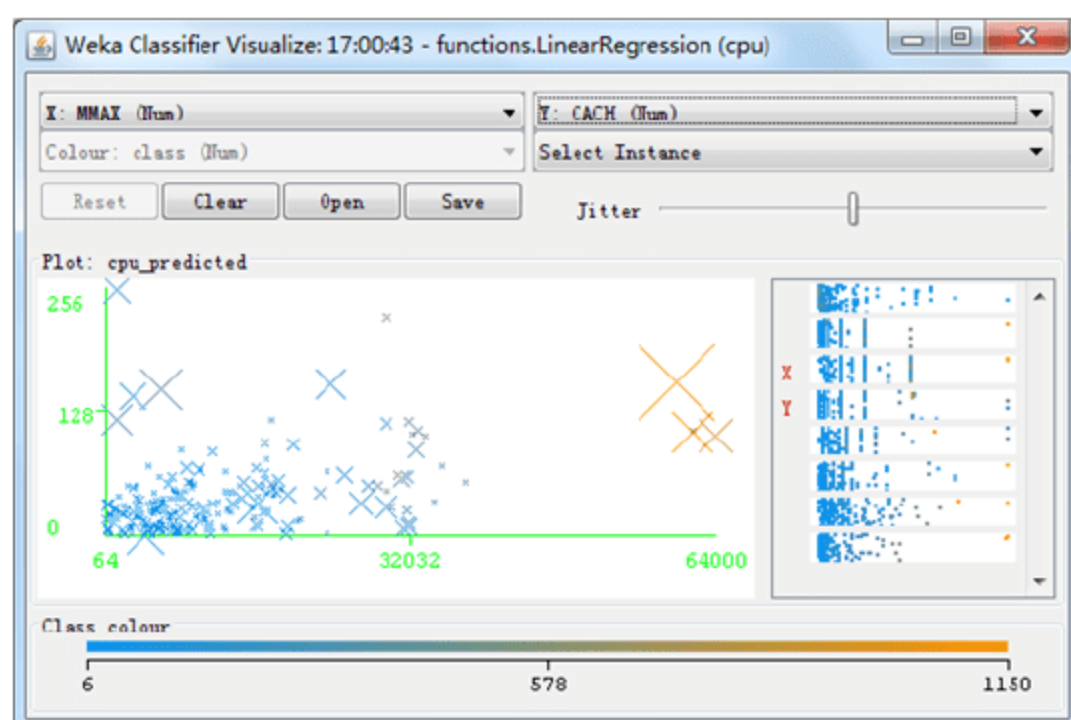 Weka Classifier Visualize: 17:00:43 - functions.LinearRegression (cpu)
X: MMAX (Num)
Y: CACH (Num)
Colour: class (Num)
Select Instance
Reset
Clear
Open
Save
Jitter
Plot: cpu_predicted
256
128
0
64
32032
64000
X
Y
Class colour
6
578
1150